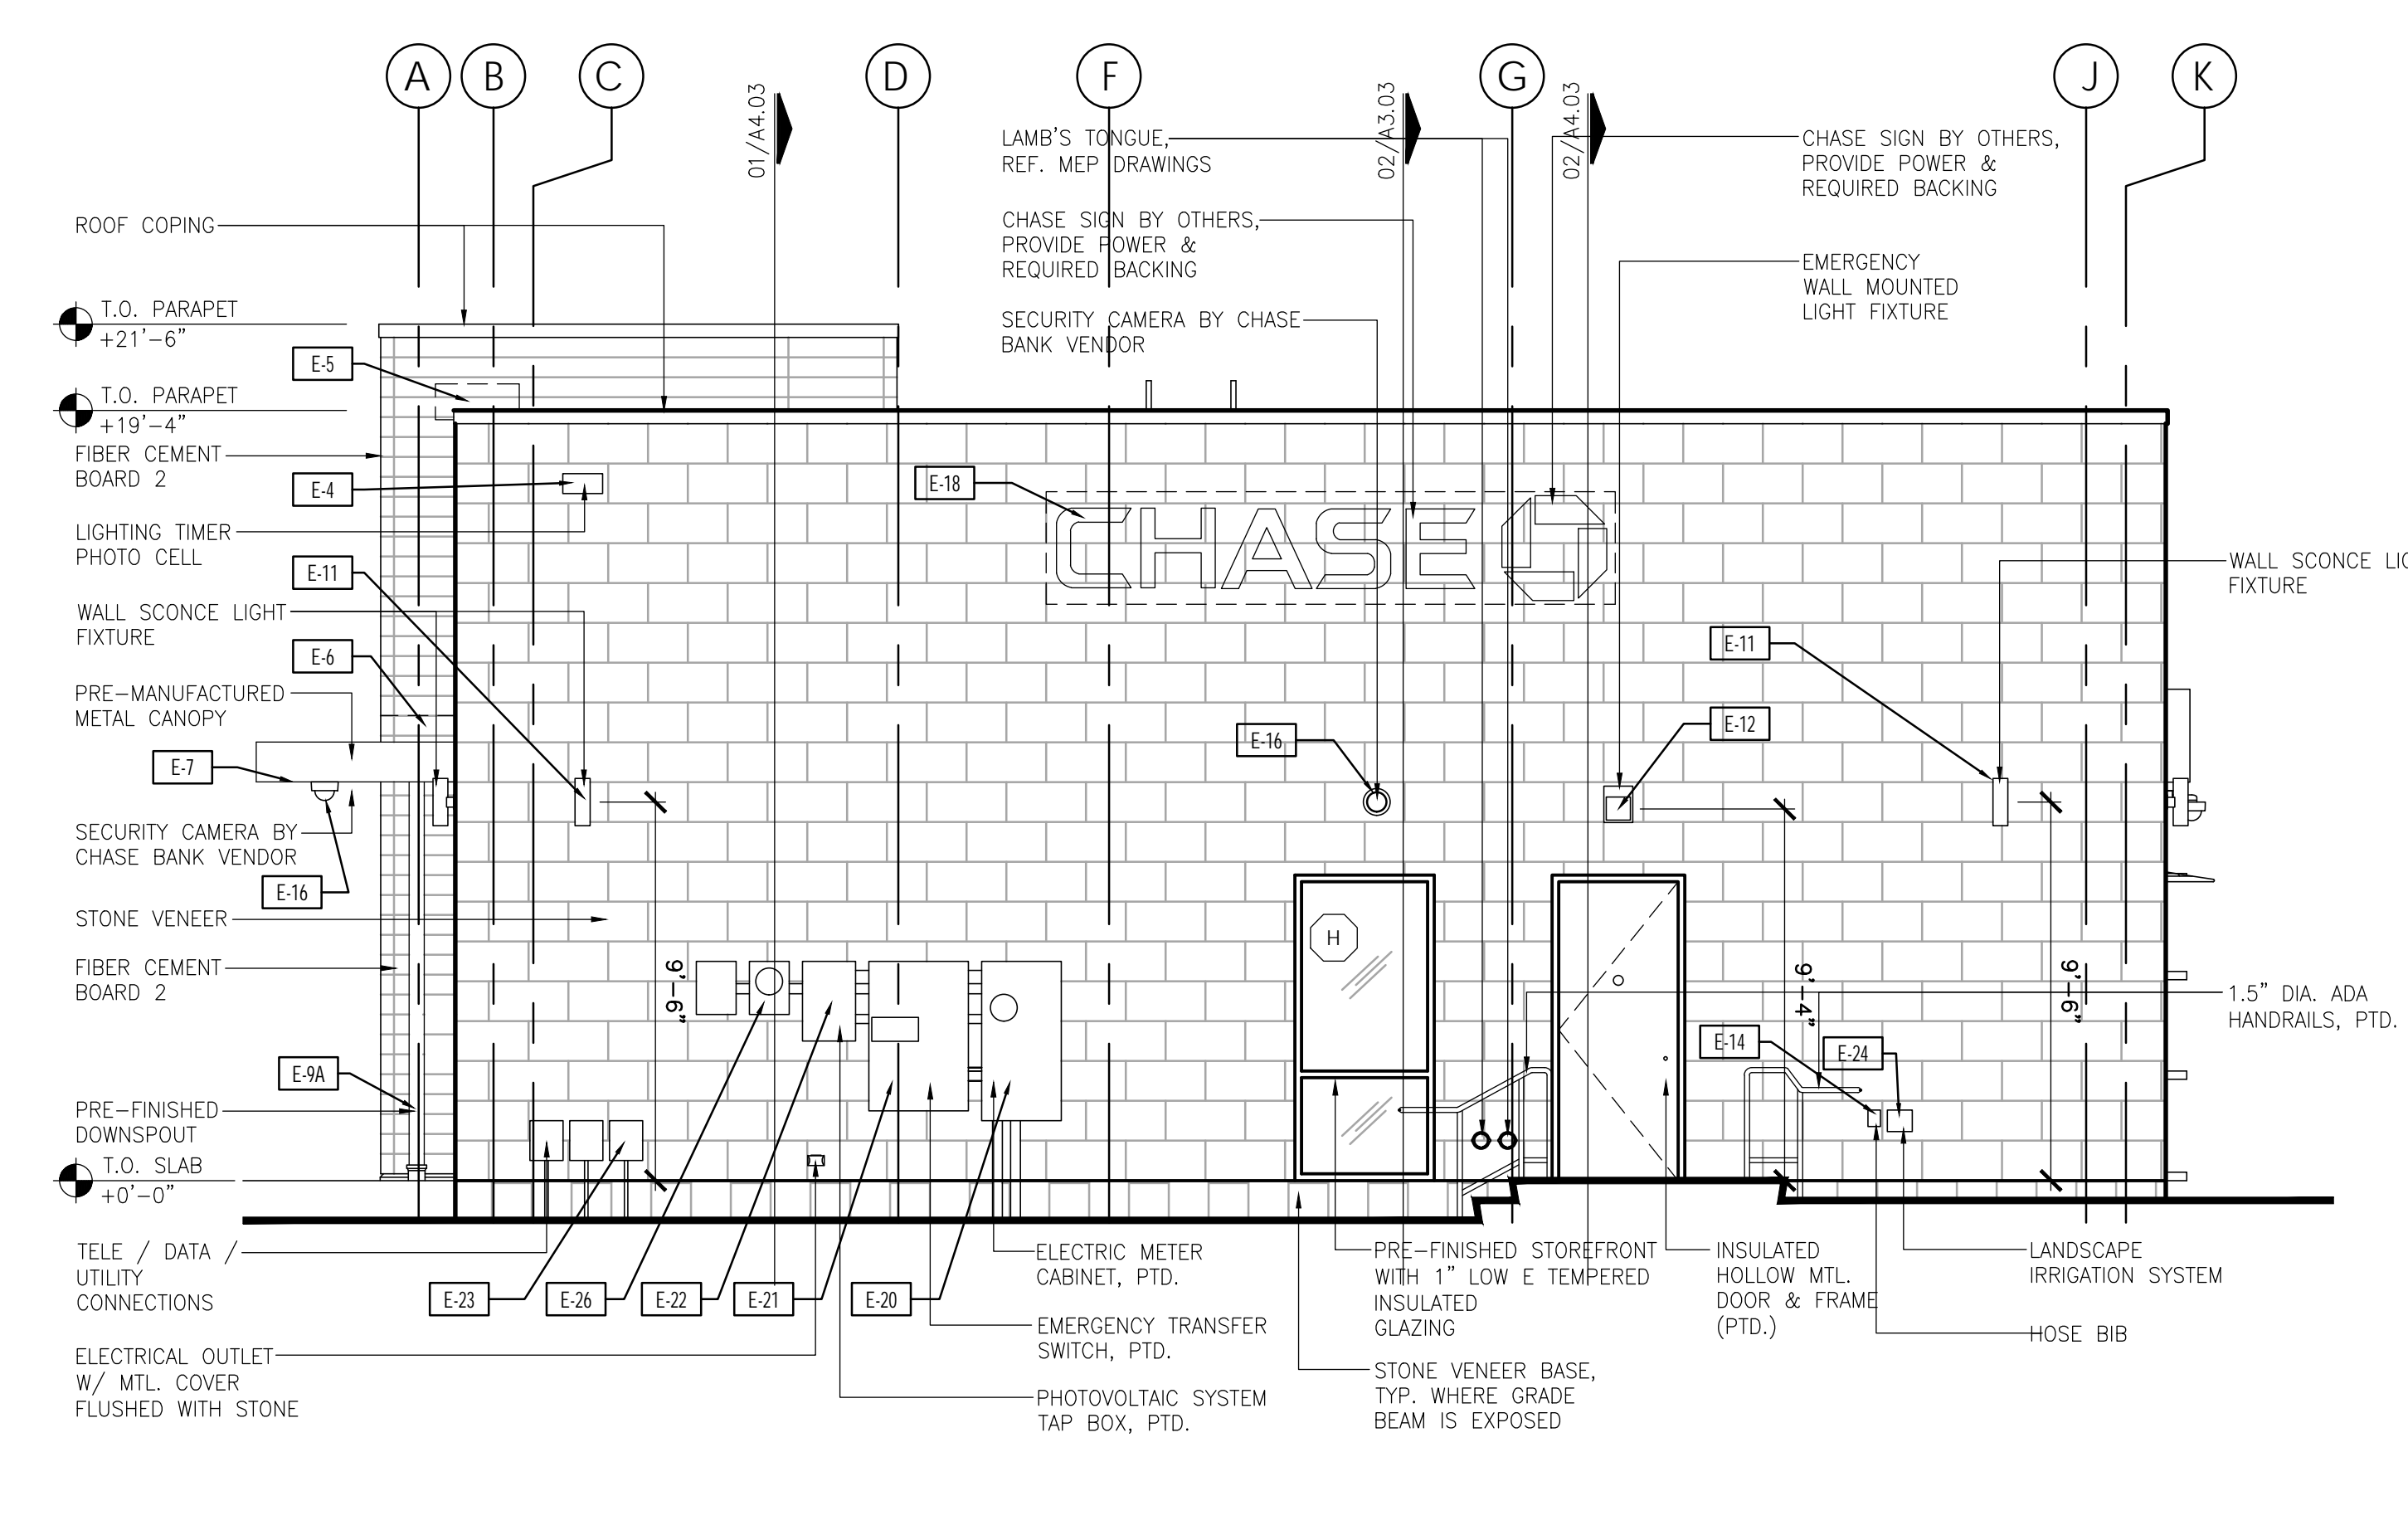 A
B
C
D
F
G
J
K
01/A4.03
02/A3.03
02/A4.03
LAMB'S TONGUE,
REF. MEP DRAWINGS
CHASE SIGN BY OTHERS,
PROVIDE POWER &
REQUIRED BACKING
SECURITY CAMERA BY CHASE
BANK VENDOR
CHASE SIGN BY OTHERS,
PROVIDE POWER &
REQUIRED BACKING
EMERGENCY
WALL MOUNTED
LIGHT FIXTURE
ROOF COPING
T.O. PARAPET
+21'-6"
E-5
T.O. PARAPET
+19'-4"
FIBER CEMENT
BOARD 2
E-4
LIGHTING TIMER
PHOTO CELL
E-11
WALL SCONCE LIGHT
FIXTURE
E-6
PRE-MANUFACTURED
METAL CANOPY
E-7
SECURITY CAMERA BY
CHASE BANK VENDOR
E-16
STONE VENEER
FIBER CEMENT
BOARD 2
E-9A
PRE-FINISHED
DOWNSPOUT
T.O. SLAB
+0'-0"
E-18
CHASE
E-16
E-11
E-12
WALL SCONCE
FIXTURE
H
9'-6"
9'-4"
9'-6"
1.5" DIA. ADA
HANDRAILS, PTD.
E-14
E-24
TELE / DATA /
UTILITY
CONNECTIONS
E-23
E-26
E-22
E-21
E-20
ELECTRICAL OUTLET
W/ MTL. COVER
FLUSHED WITH STONE
ELECTRIC METER
CABINET, PTD.
EMERGENCY TRANSFER
SWITCH, PTD.
PHOTOVOLTAIC SYSTEM
TAP BOX, PTD.
PRE-FINISHED STOREFRONT
WITH 1" LOW E TEMPERED
INSULATED
GLAZING
STONE VENEER BASE,
TYP. WHERE GRADE
BEAM IS EXPOSED
INSULATED
HOLLOW MTL.
DOOR & FRAME
(PTD.)
LANDSCAPE
IRRIGATION SYSTEM
HOSE BIB